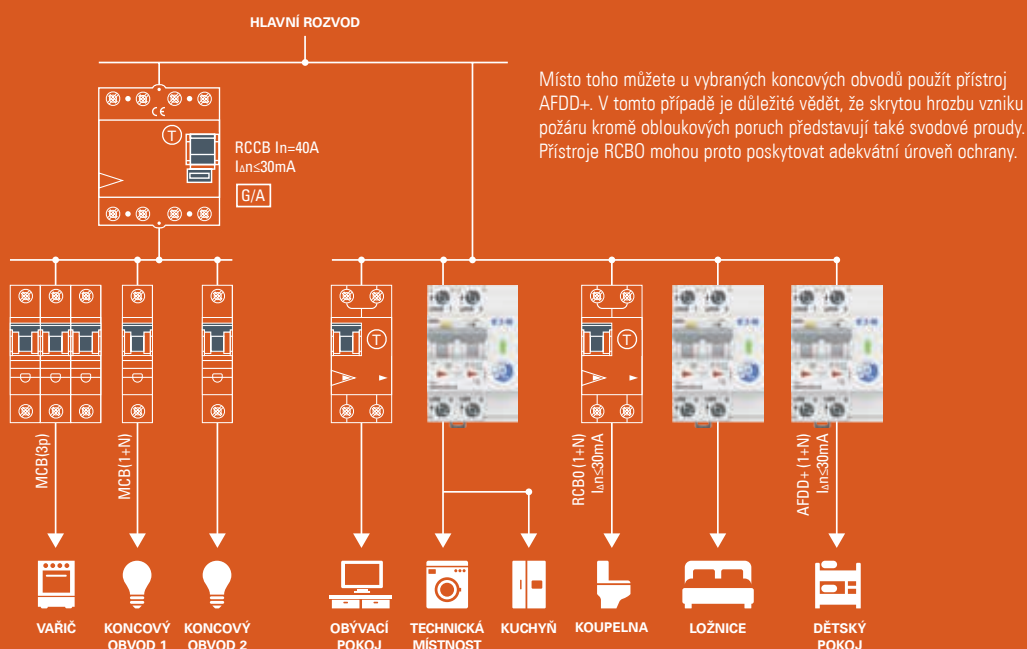 HLAVNÍ ROZVOD
Místo toho můžete u vybraných koncových obvodů použít přístroj
AFDD+. V tomto případě je důležité vědět, že skrytou hrozbu vzniku
požáru kromě obloukových poruch představují také svodové proudy.
Přístroje RCBO mohou proto poskytovat adekvátní úroveň ochrany.
CE
T
RCCB In=40A
IΔn≤30mA
G/A
T
T
MCB(3p)
MCB(1+N)
RCBO (1+N)
IΔn≤30mA
AFDD+ (1+N)
IΔn≤30mA
VAŘIČ
KONCOVÝ
OBVOD 1
KONCOVÝ
OBVOD 2
OBÝVACÍ
POKOJ
TECHNICKÁ
MÍSTNOST
KUCHYŇ
KOUPELNA
LOŽNICE
DĚTSKÝ
POKOJ